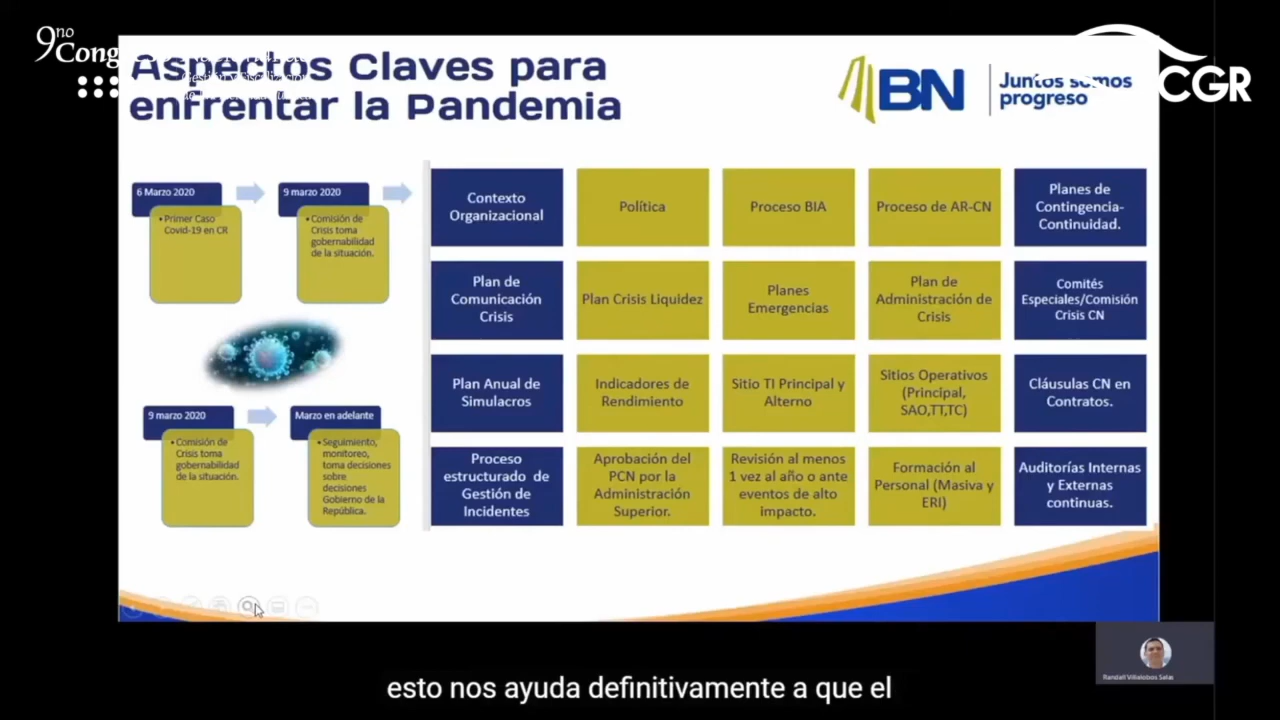 9no
Cong
Aspectos Claves para
enfrentar la Pandemia
BN
Juntos somos
progreso
CGR
6 Marzo 2020
• Primer Caso
Covid-19 en CR
9 marzo 2020
• Comisión de
Crisis toma
gobernabilidad
de la situación.
9 marzo 2020
• Comisión de
Crisis toma
gobernabilidad
de la situación.
Marzo en adelante
• Seguimiento,
monitoreo,
toma decisiones
sobre
decisiones
Gobierno de la
República.
Contexto
Organizacional
Política
Proceso BIA
Proceso de AR-CN
Planes de
Contingencia-
Continuidad.
Plan de
Comunicación
Crisis
Plan Crisis Liquidez
Planes
Emergencias
Plan de
Administración de
Crisis
Comités
Especiales/Comisión
Crisis CN
Plan Anual de
Simulacros
Indicadores de
Rendimiento
Sitio TI Principal y
Alterno
Sitios Operativos
(Principal,
SAO,TT,TC)
Cláusulas CN en
Contratos.
Proceso
estructurado de
Gestión de
Incidentes
Aprobación del
PCN por la
Administración
Superior.
Revisión al menos
1 vez al año o ante
eventos de alto
impacto.
Formación al
Personal (Masiva y
ERI)
Auditorías Internas
y Externas
continuas.
Randall Villalobos Salas
esto nos ayuda definitivamente a que el